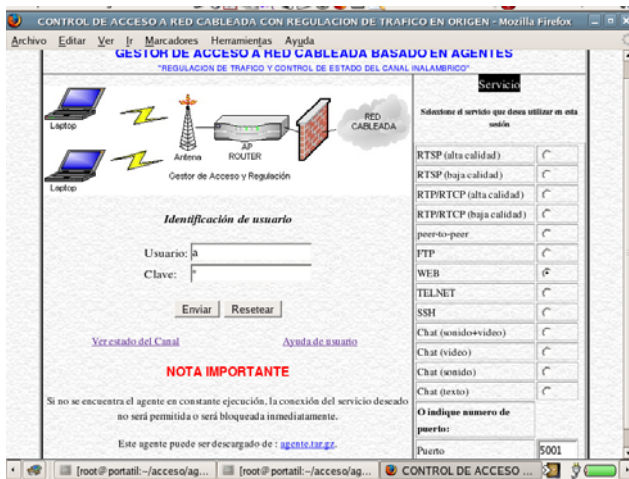 CONTROL DE ACCESO A RED CABLEADA CON REGULACION DE TRAFICO EN ORIGEN - Mozilla Firefox
Archivo Editar Ver Ir Marcadores Herramientas Ayuda
GESTOR DE ACCESO A RED CABLEADA BASADO EN AGENTES
"REGULACION DE TRAFICO Y CONTROL DE ESTADO DEL CANAL INALAMBRICO"
Laptop
Laptop
Antena
AP
ROUTER
RED
CABLEADA
Gestor de Acceso y Regulación
Identificación de usuario
Usuario: a
Clave: *
Enviar Resetear
Ver estado del Canal Ayuda de usuario
NOTA IMPORTANTE
Si no se encuentra el agente en constante ejecución, la conexión del servicio deseado
no será permitida o será bloqueada inmediatamente.
Este agente puede ser descargado de : agente.tar.gz.
Servicio
Seleccione el servicio que desea utilizar en esta
sesión
RTSP (alta calidad)
RTSP (baja calidad)
RTP/RTCP (alta calidad)
RTP/RTCP (baja calidad)
peer-to-peer
FTP
WEB
TELNET
SSH
Chat (sonido+video)
Chat (video)
Chat (sonido)
Chat (texto)
O indique numero de
puerto:
Puerto 5001
[root@portatil:~/acceso/ag... [root@portatil:~/acceso/ag... CONTROL DE ACCESO ...